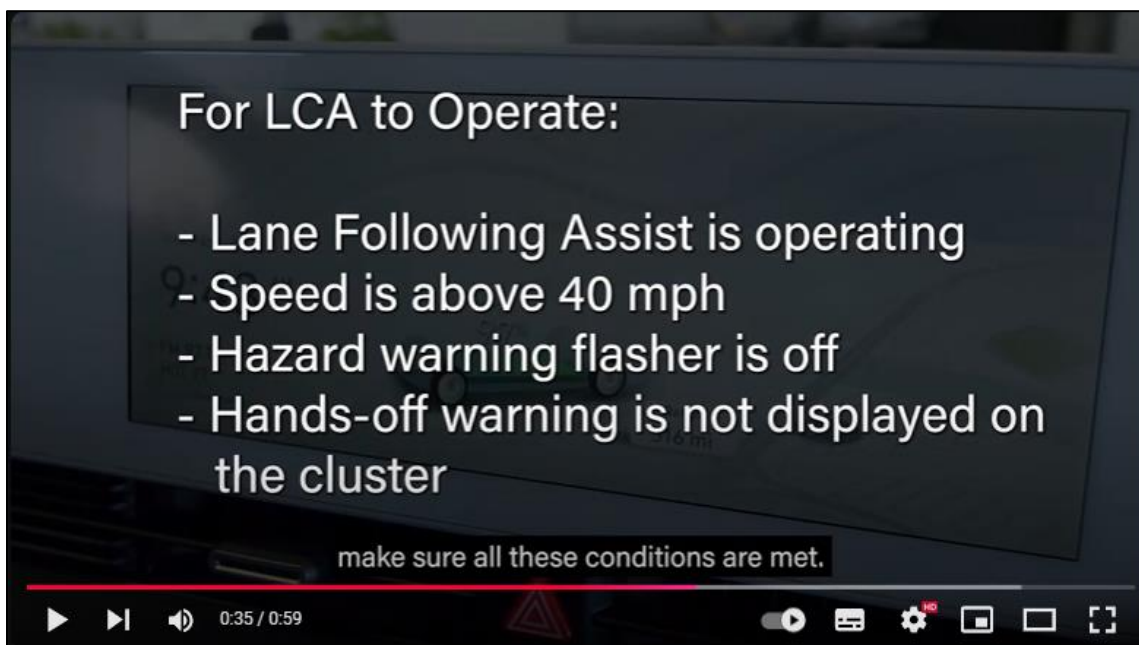 For LCA to Operate:
- Lane Following Assist is operating
- Speed is above 40 mph
- Hazard warning flasher is off
- Hands-off warning is not displayed on
the cluster
make sure all these conditions are met.
0:35 / 0:59
HD